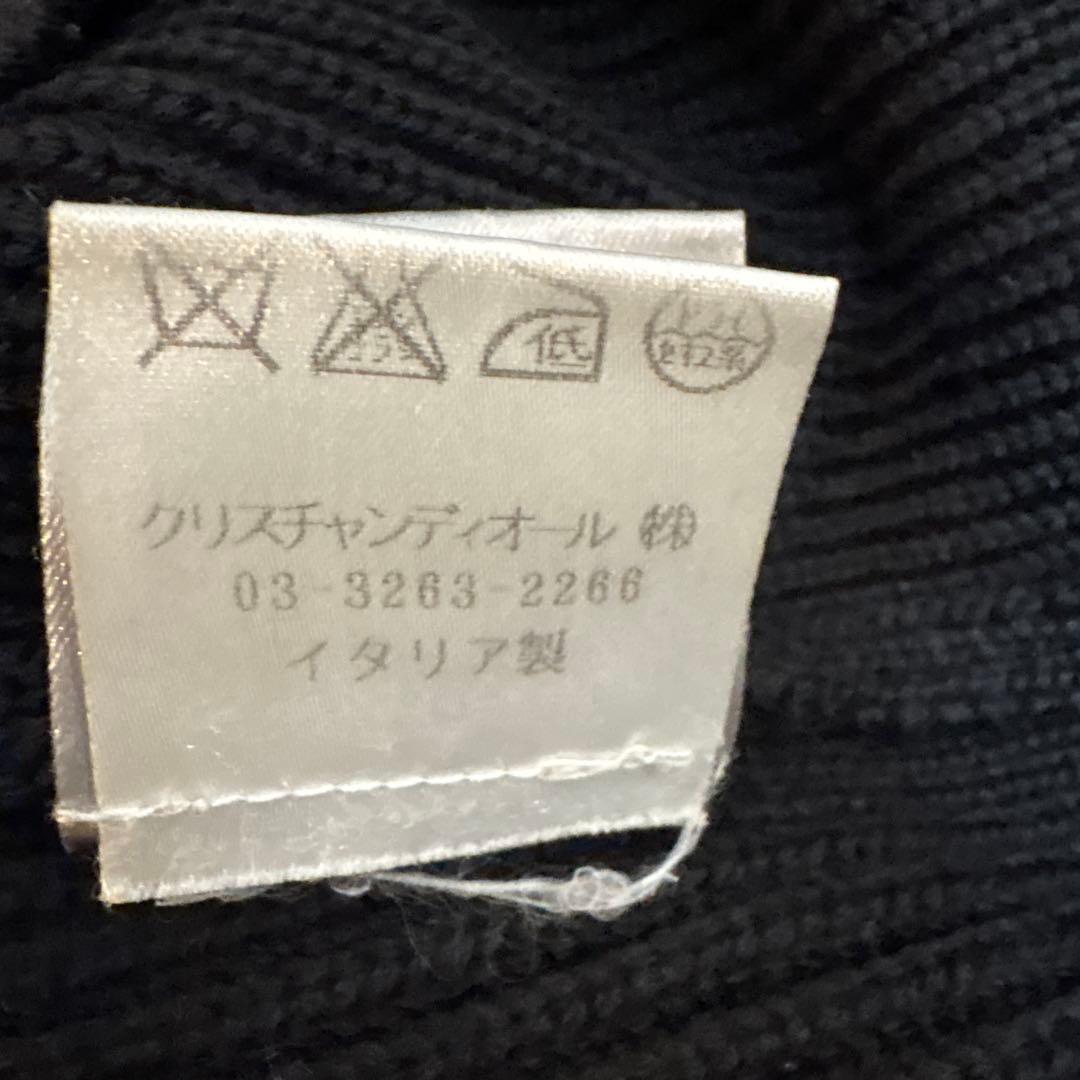 低
クリスチャンディオール ㈱
03-3263-2266
イタリア製